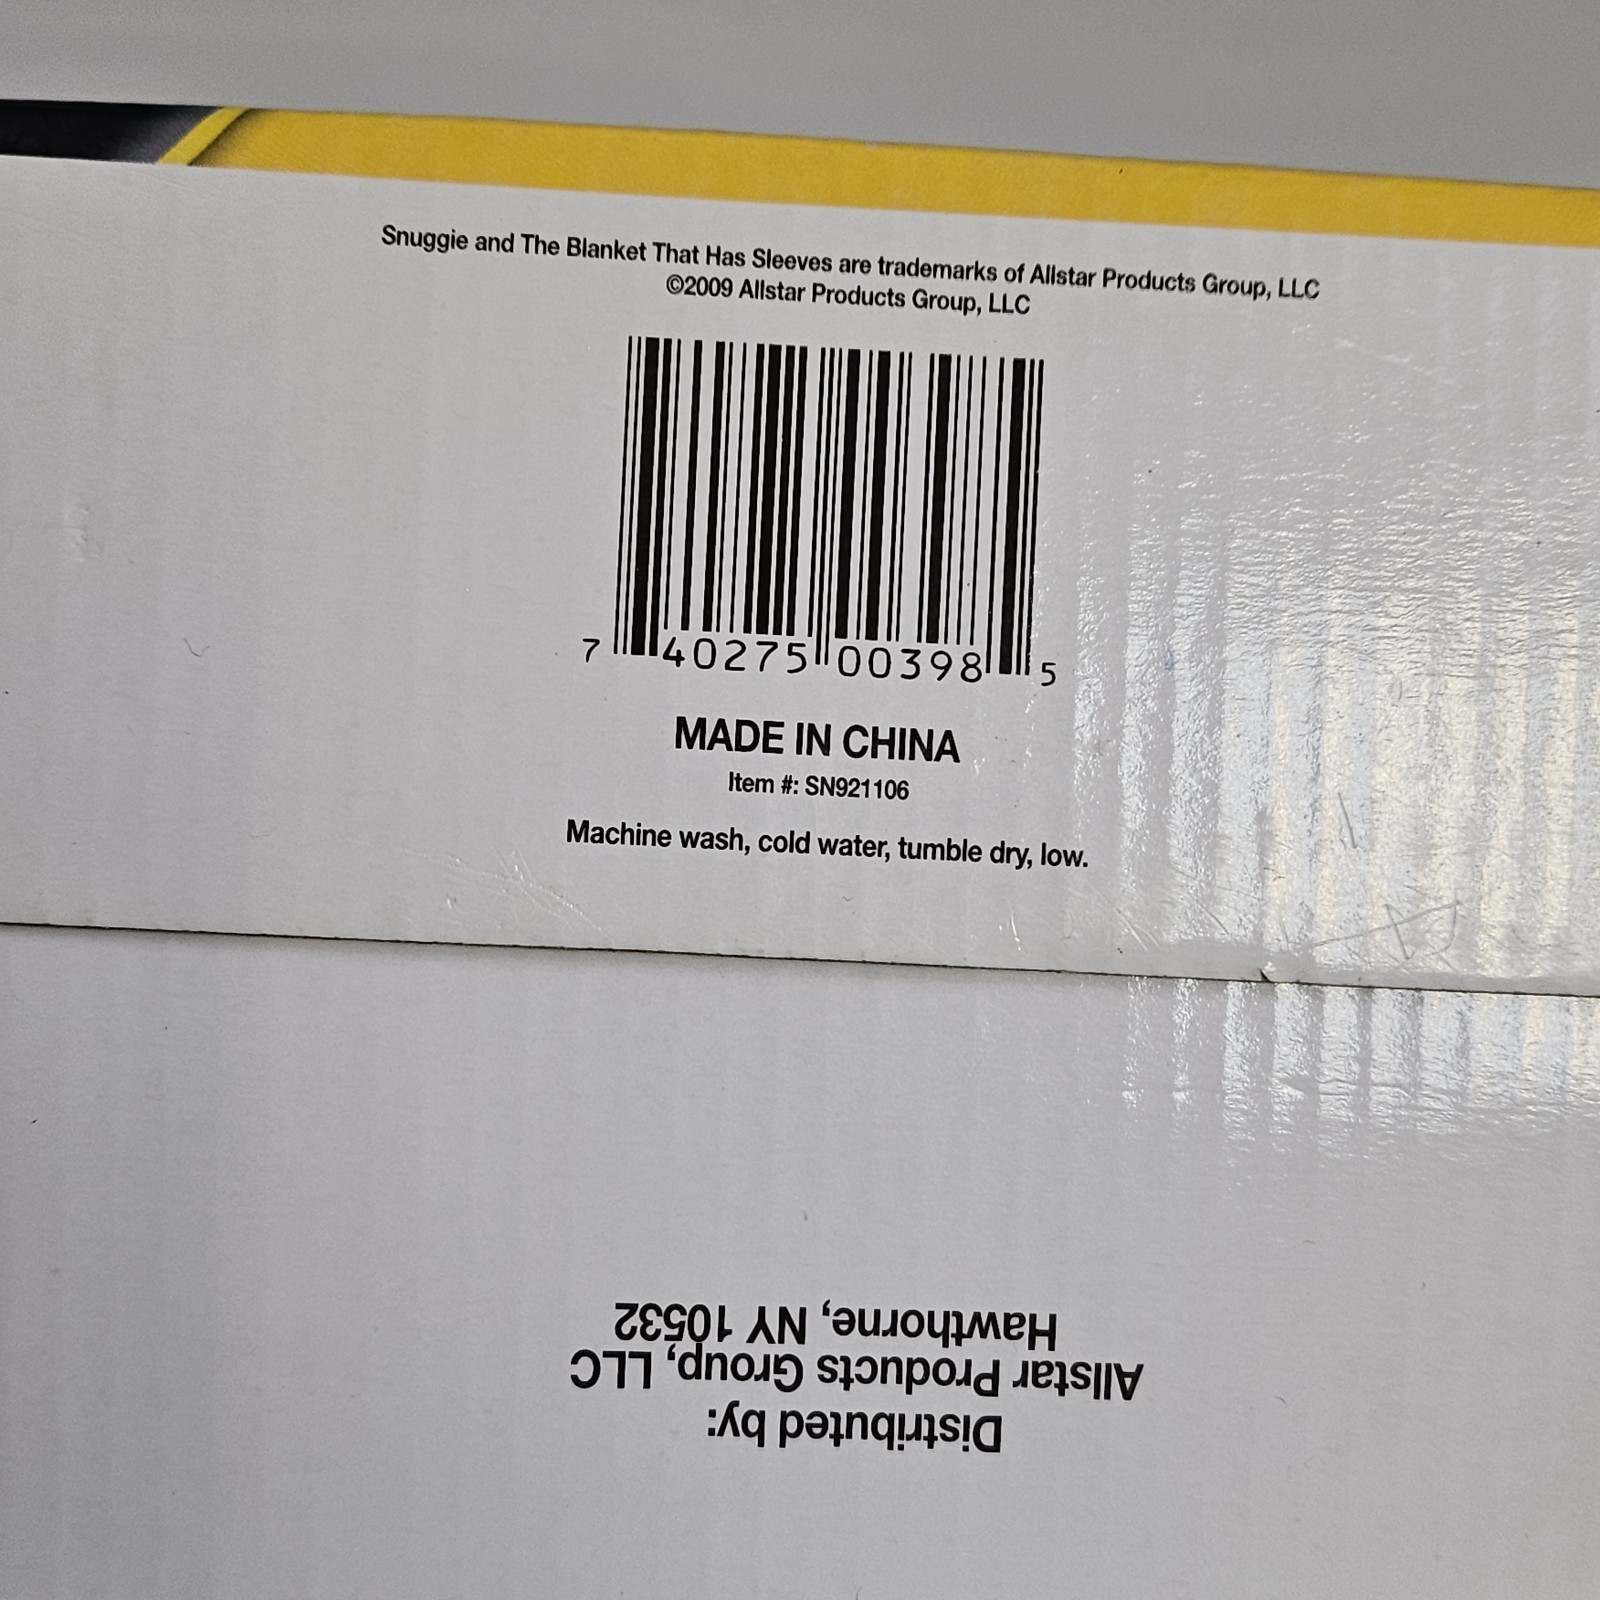 Snuggie and The Blanket That Has Sleeves are trademarks of Allstar Products Group, LLC
©2009 Allstar Products Group, LLC
7 40275 00398 5
MADE IN CHINA
Item #: SN921106
Machine wash, cold water, tumble dry, low.
Distributed by:
Allstar Products Group, LLC
Hawthorne, NY 10532